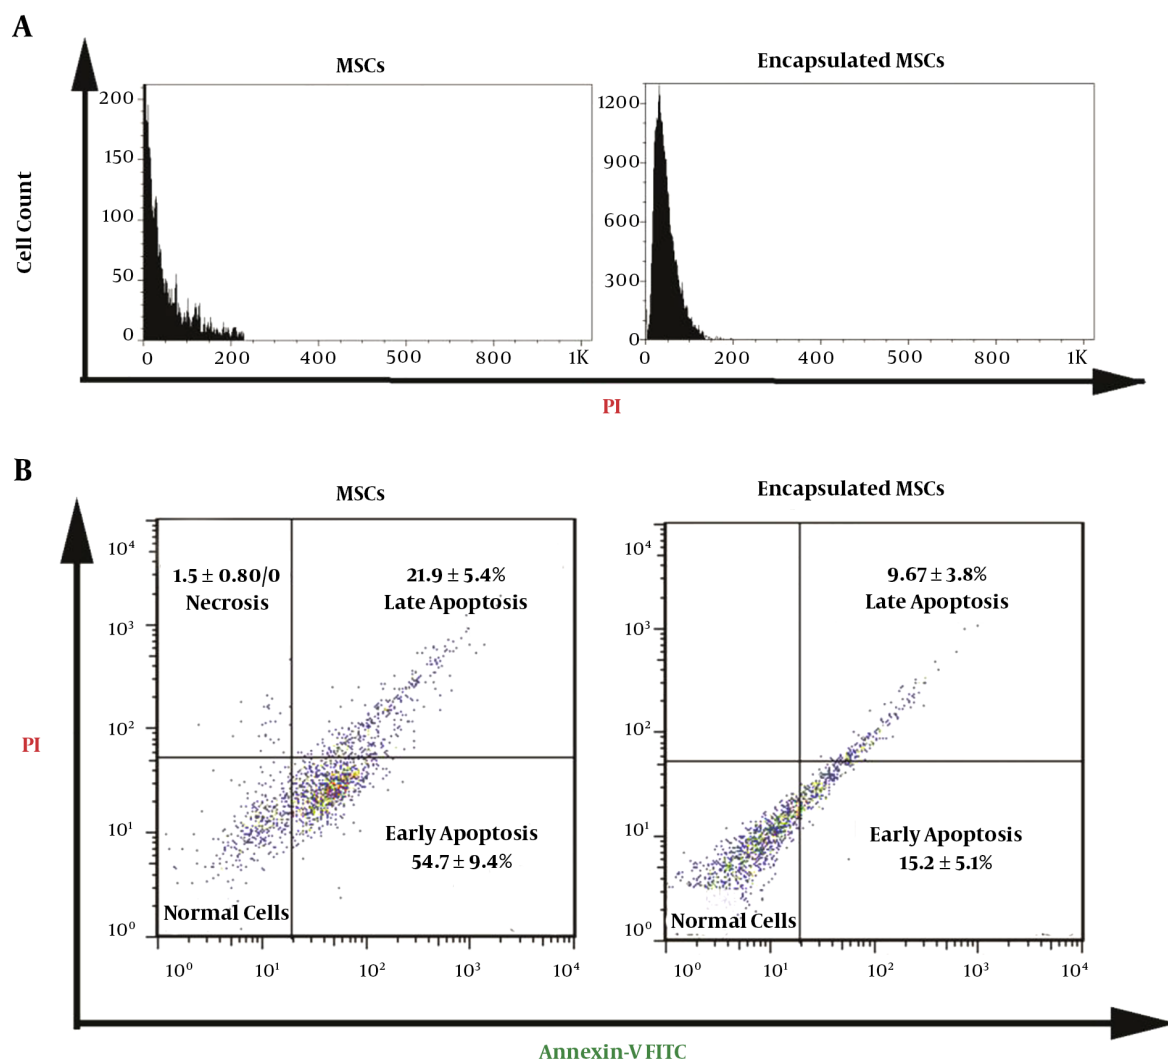 A
MSCs
Encapsulated MSCs
Cell Count
200
150
100
50
0
0 200 400 600 800 1K
1200
900
600
300
0
0 200 400 600 800 1K
PI
B
MSCs
Encapsulated MSCs
PI
10⁴
10³
10²
10¹
10⁰
1.5 ± 0.80/0
Necrosis
21.9 ± 5.4%
Late Apoptosis
Early Apoptosis
54.7 ± 9.4%
Normal Cells
10⁰ 10¹ 10² 10³ 10⁴
10⁴
10³
10²
10¹
10⁰
9.67 ± 3.8%
Late Apoptosis
Early Apoptosis
15.2 ± 5.1%
Normal Cells
10⁰ 10¹ 10² 10³ 10⁴
Annexin-V FITC